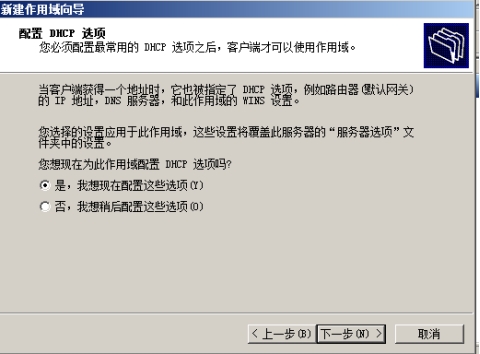 新建作用域向导
配置 DHCP 选项
您必须配置最常用的 DHCP 选项之后，客户端才可以使用作用域。
当客户端获得一个地址时，它也被指定了 DHCP 选项，例如路由器(默认网关)
的 IP 地址，DNS 服务器，和此作用域的 WINS 设置。
您选择的设置应用于此作用域，这些设置将覆盖此服务器的“服务器选项”文
件夹中的设置。
您想现在为此作用域配置 DHCP 选项吗?
是，我想现在配置这些选项(Y)
否，我想稍后配置这些选项(O)
< 上一步(B) 下一步(N) > 取消